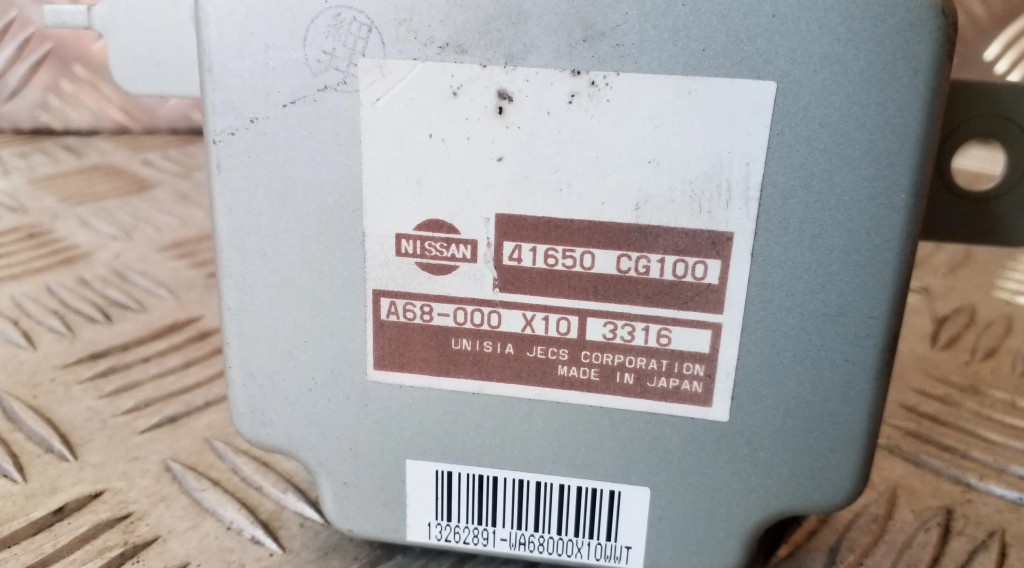 NISSAN
41650 CG100
A68-000 X10 3316
UNISIA JECS CORPORATION
MADE IN JAPAN
13262891-WA68000X10WWT